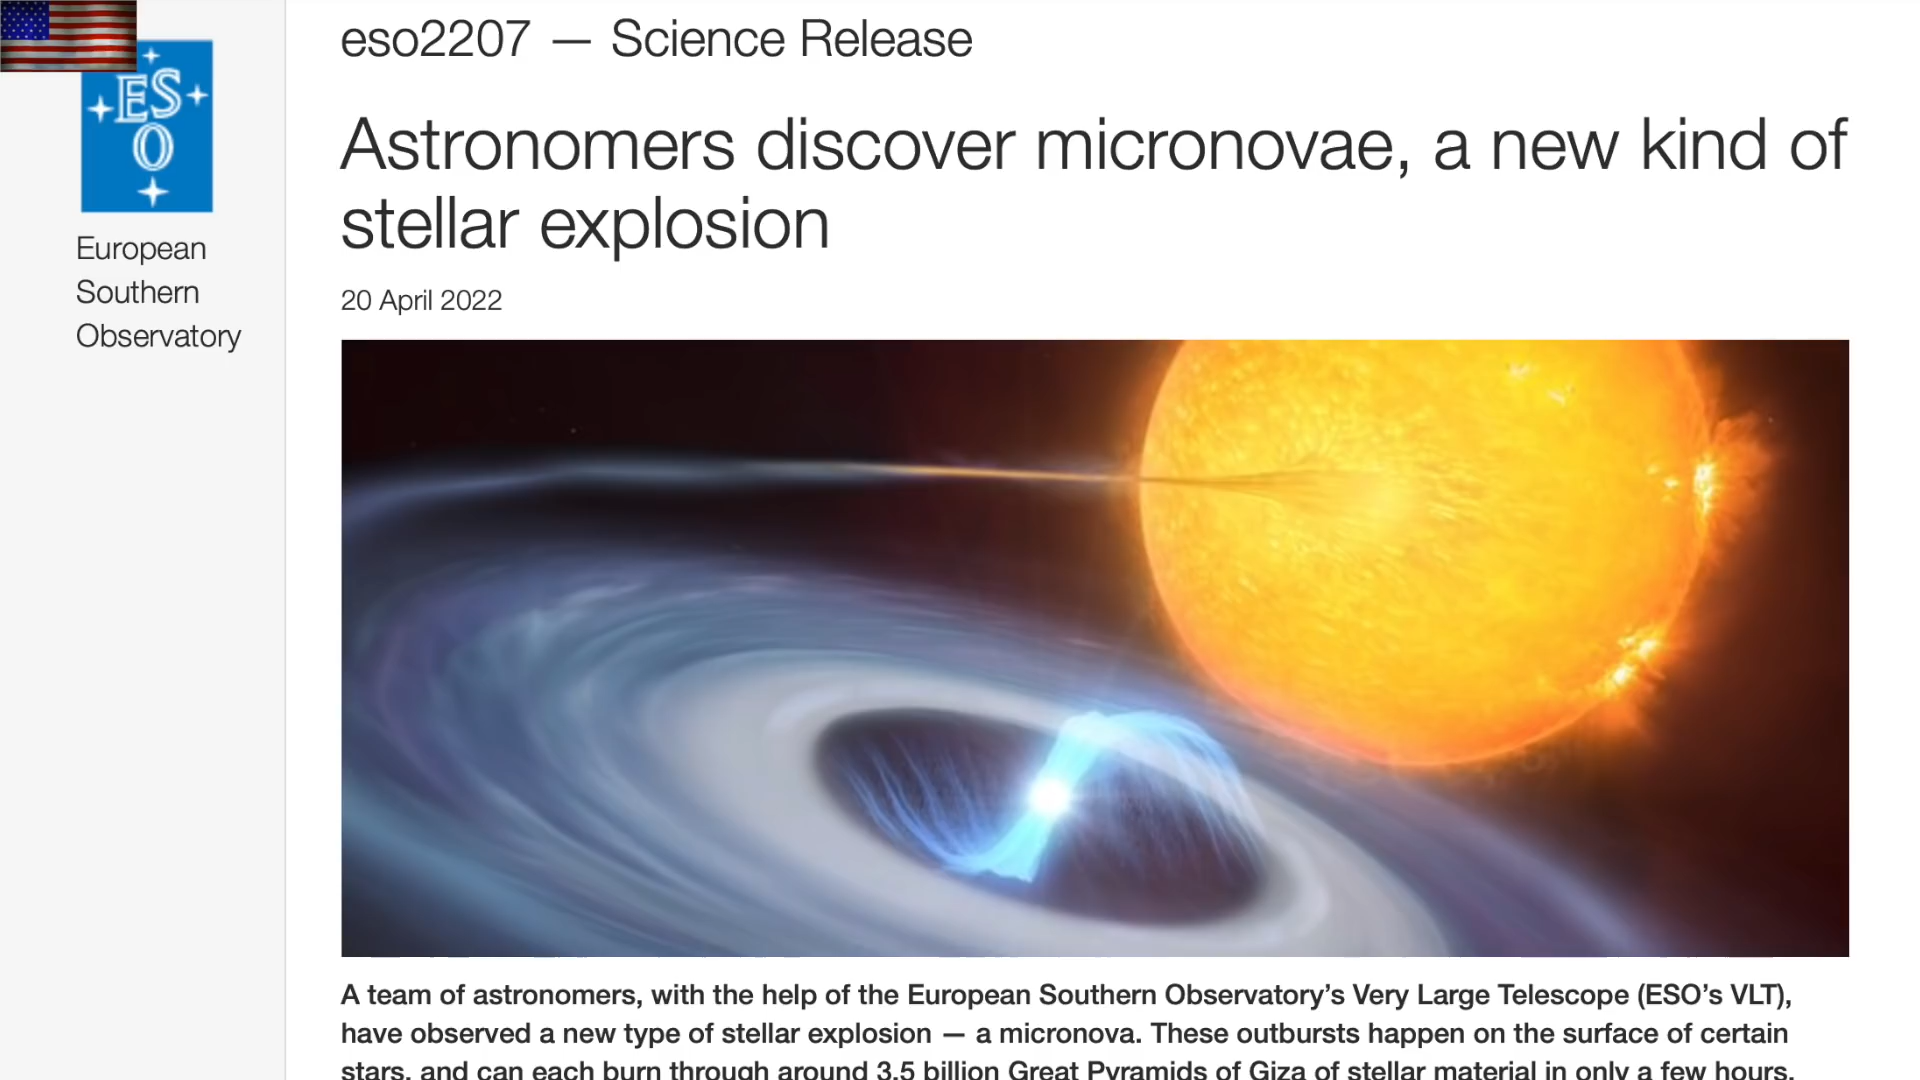 eso2207 — Science Release
ES
O
European
Southern
Observatory
Astronomers discover micronovae, a new kind of
stellar explosion
20 April 2022
A team of astronomers, with the help of the European Southern Observatory’s Very Large Telescope (ESO’s VLT),
have observed a new type of stellar explosion — a micronova. These outbursts happen on the surface of certain
stars, and can each burn through around 3.5 billion Great Pyramids of Giza of stellar material in only a few hours.